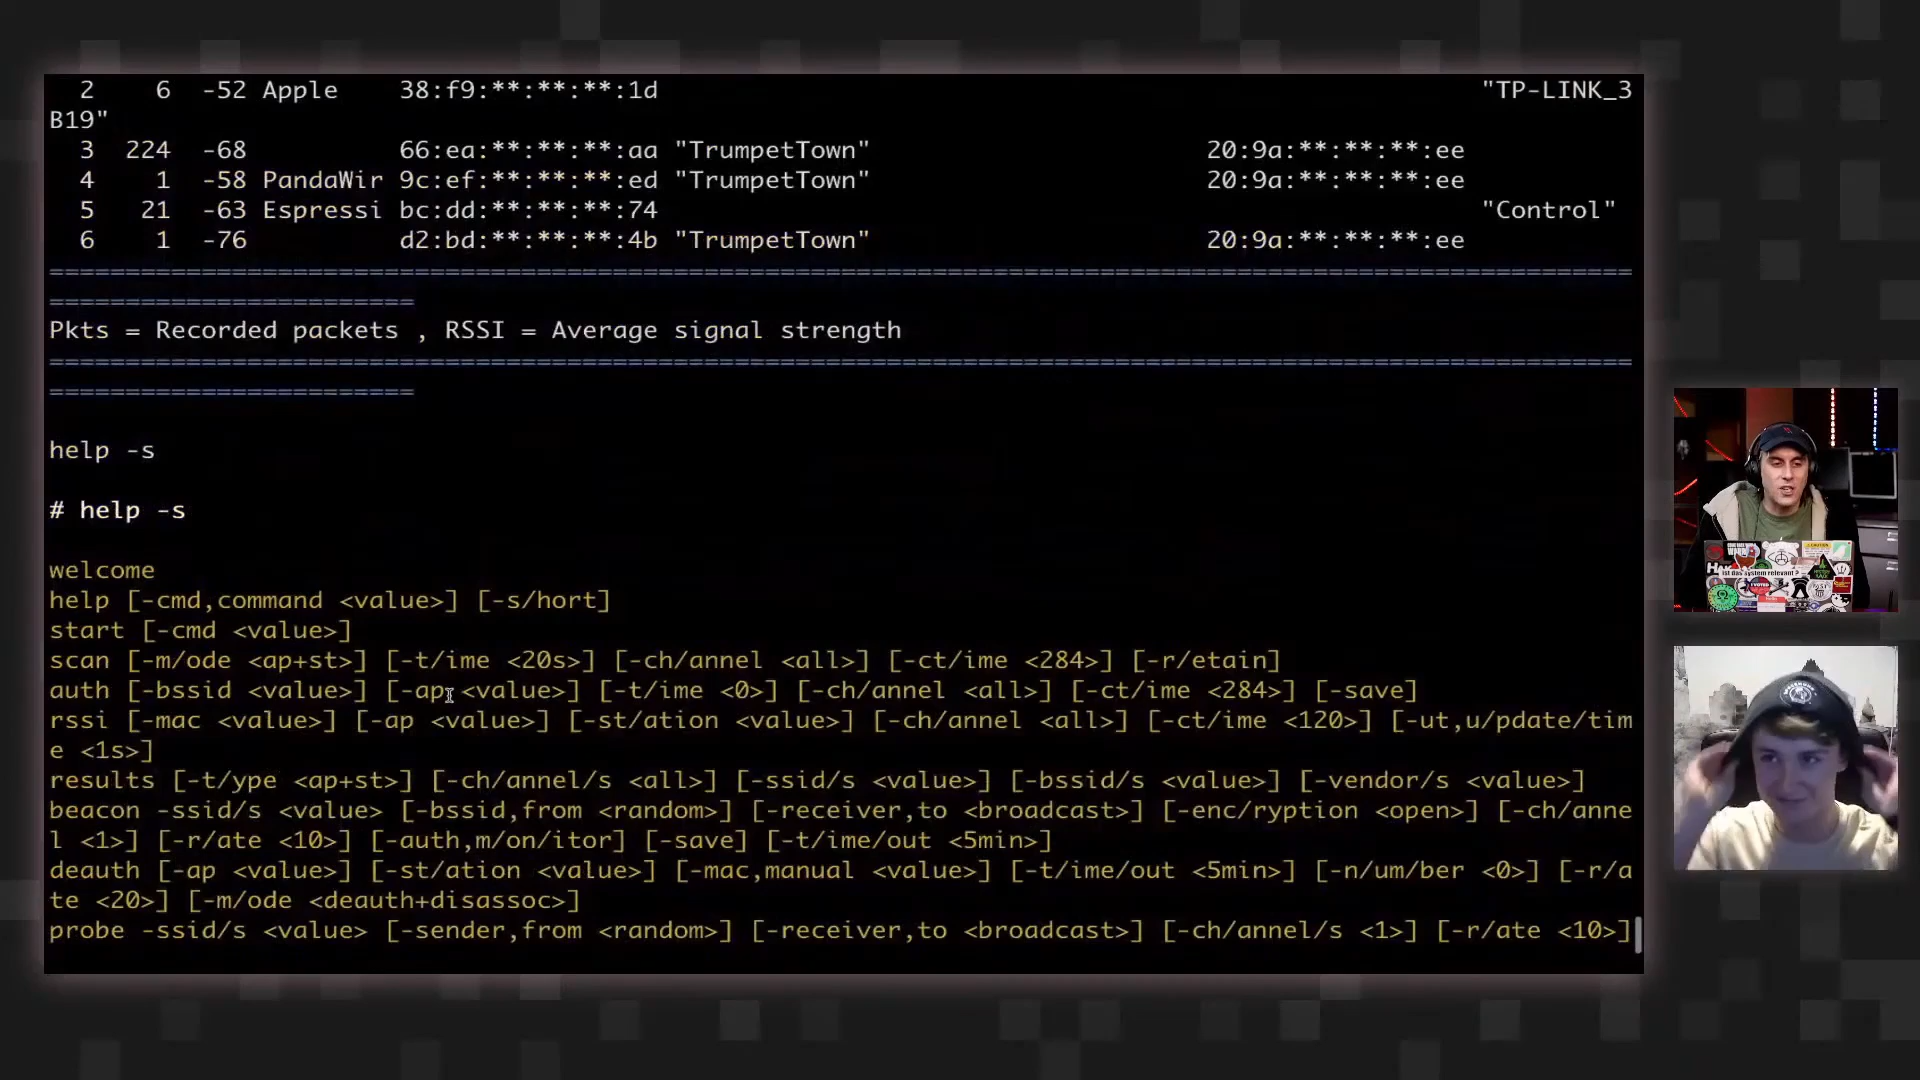 2 6 -52 Apple 38:f9:**:**:**:1d "TP-LINK_3
B19"
3 224 -68 66:ea:**:**:**:aa "TrumpetTown" 20:9a:**:**:**:ee
4 1 -58 PandaWir 9c:ef:**:**:**:ed "TrumpetTown" 20:9a:**:**:**:ee
5 21 -63 Espressi bc:dd:**:**:**:74 "Control"
6 1 -76 d2:bd:**:**:**:4b "TrumpetTown" 20:9a:**:**:**:ee
========================================================================================================
========================
Pkts = Recorded packets , RSSI = Average signal strength
========================================================================================================
========================
help -s
# help -s
welcome
help [-cmd,command <value>] [-s/hort]
start [-cmd <value>]
scan [-m/ode <ap+st>] [-t/ime <20s>] [-ch/annel <all>] [-ct/ime <284>] [-r/etain]
auth [-bssid <value>] [-ap <value>] [-t/ime <0>] [-ch/annel <all>] [-ct/ime <284>] [-save]
rssi [-mac <value>] [-ap <value>] [-st/ation <value>] [-ch/annel <all>] [-ct/ime <120>] [-ut,u/pdate/tim
e <1s>]
results [-t/ype <ap+st>] [-ch/annel/s <all>] [-ssid/s <value>] [-bssid/s <value>] [-vendor/s <value>]
beacon -ssid/s <value> [-bssid,from <random>] [-receiver,to <broadcast>] [-enc/ryption <open>] [-ch/anne
l <1>] [-r/ate <10>] [-auth,m/on/itor] [-save] [-t/ime/out <5min>]
deauth [-ap <value>] [-st/ation <value>] [-mac,manual <value>] [-t/ime/out <5min>] [-n/um/ber <0>] [-r/a
te <20>] [-m/ode <deauth+disassoc>]
probe -ssid/s <value> [-sender,from <random>] [-receiver,to <broadcast>] [-ch/annel/s <1>] [-r/ate <10>]